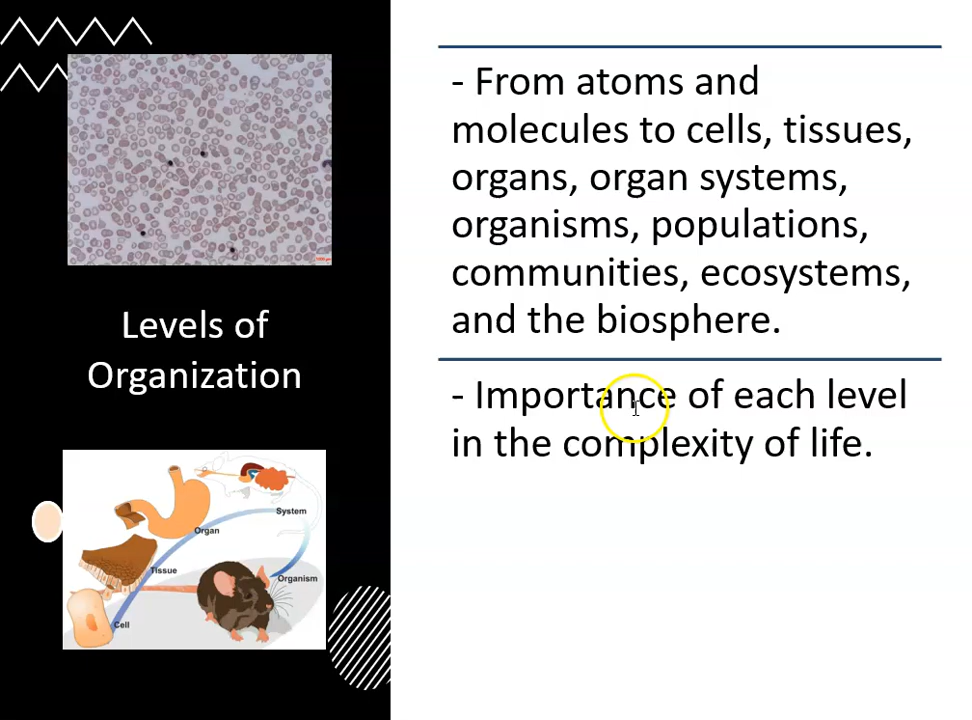 Levels of
Organization
- From atoms and
molecules to cells, tissues,
organs, organ systems,
organisms, populations,
communities, ecosystems,
and the biosphere.
- Importance of each level
in the complexity of life.
System
Organ
Tissue
Organism
Cell